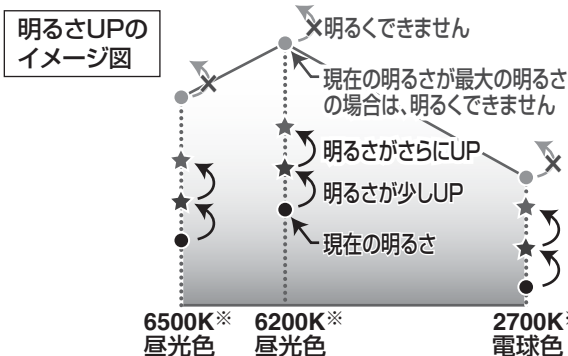 明るさUPの
イメージ図
明るくできません
現在の明るさが最大の明るさ
の場合は、明るくできません
明るさがさらにUP
明るさが少しUP
現在の明るさ
6500K※ 6200K※ 2700K※
昼光色 昼光色 電球色